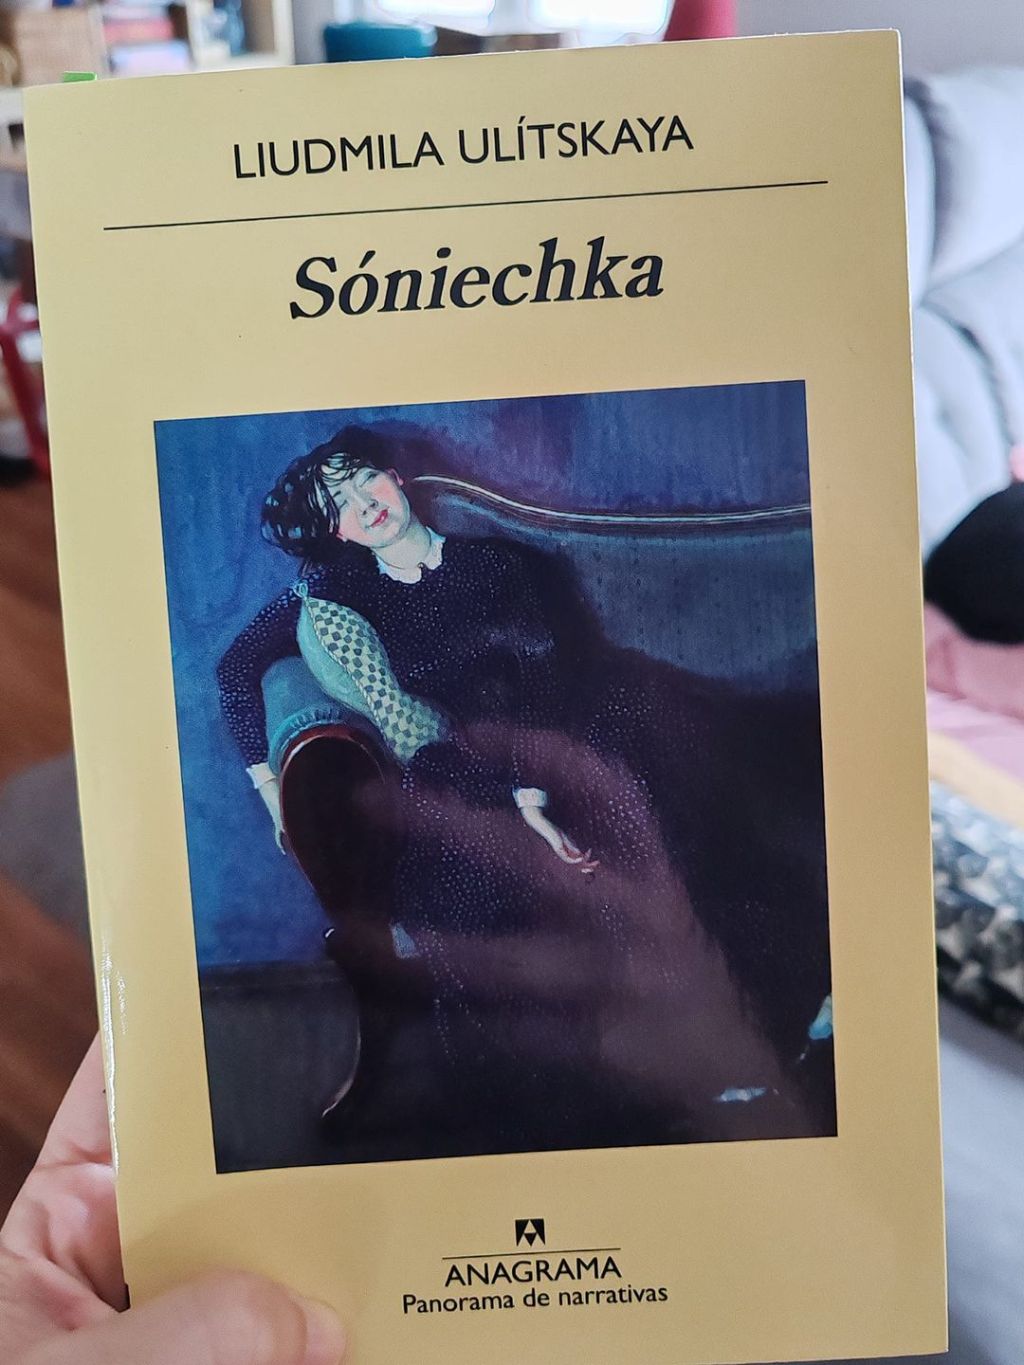 LIUDMILA ULÍTSKAYA
Sóniechka
ANAGRAMA
Panorama de narrativas